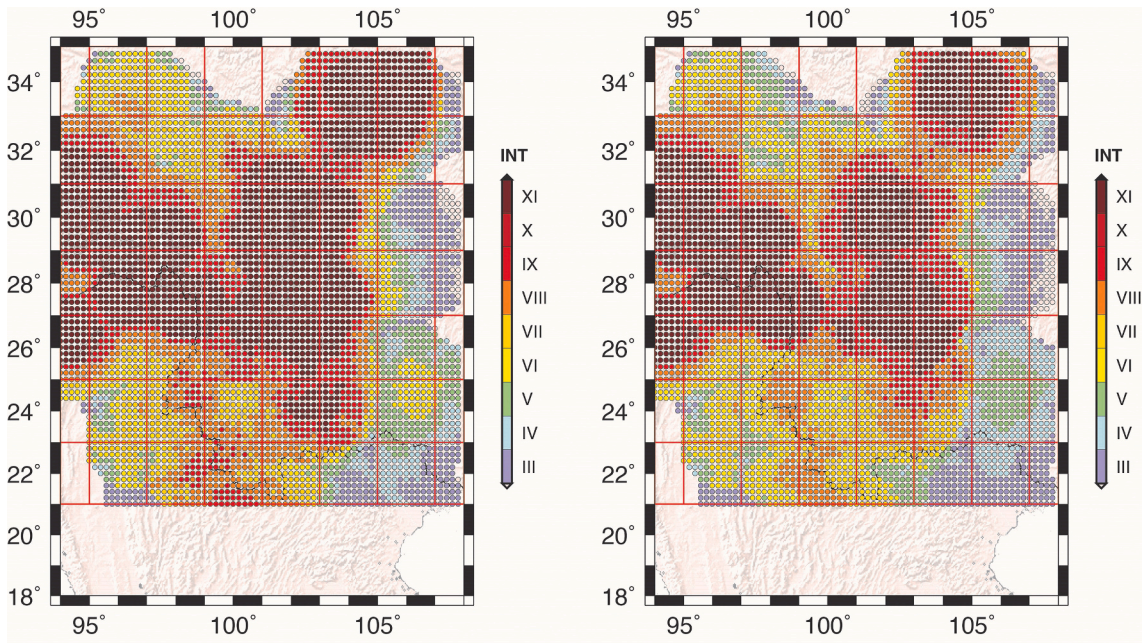 95° 100° 105° 95° 100° 105°
34° 34°
32° 32°
INT INT
XI XI
30° X 30° X
IX IX
28° VIII 28° VIII
VII VII
26° VI 26° VI
V V
24° IV 24° IV
III III
22° 22°
20° 20°
18° 18°
95° 100° 105° 95° 100° 105°